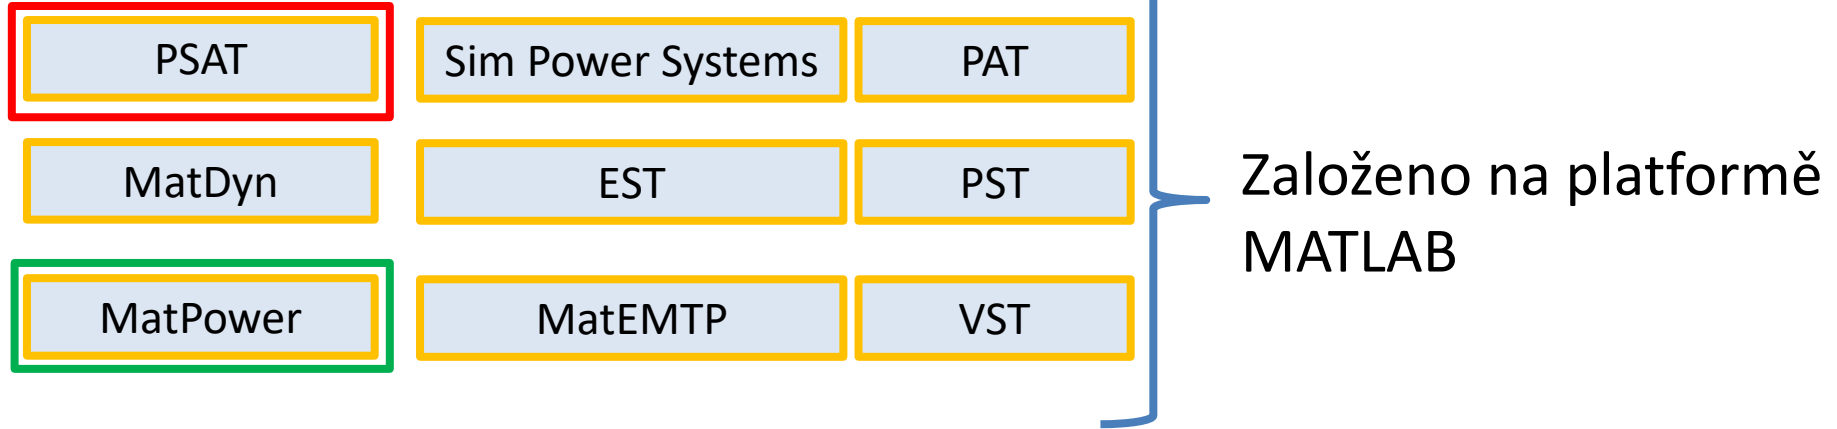 PSAT
Sim Power Systems
PAT
MatDyn
EST
PST
MatPower
MatEMTP
VST
Založeno na platformě
MATLAB